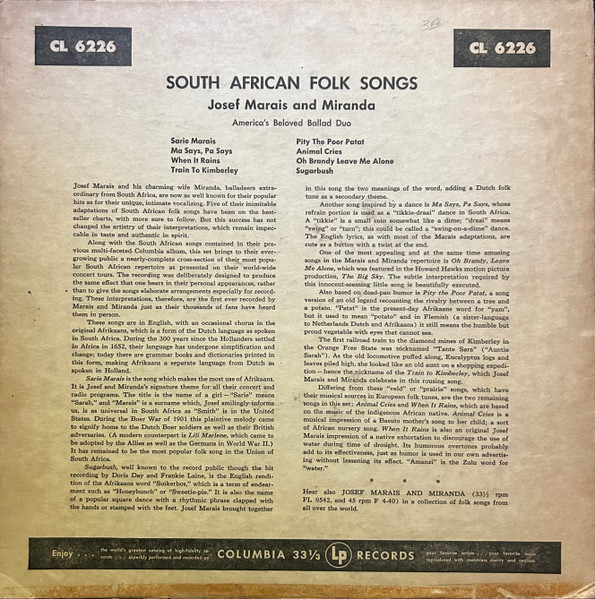 CL 6226
CL 6226
SOUTH AFRICAN FOLK SONGS
Josef Marais and Miranda
America's Beloved Ballad Duo
Sarie Marais
Ma Says, Pa Says
When It Rains
Train To Kimberley
Pity The Poor Patat
Animal Cries
Oh Brandy Leave Me Alone
Sugarbush
Josef Marais and his charming wife Miranda, balladeers extra-
ordinary from South Africa, are now as well known for their popular
hits as for their unique, intimate vocalizing. Five of their inimitable
adaptations of South African folk songs have been on the best-
seller charts, with more sure to follow. But this success has not
changed the artistry of their interpretations, which remain impec-
cable in taste and authentic in spirit.
Along with the South African songs contained in their pre-
vious multi-faceted Columbia album, this set brings to their ever-
growing public a nearly-complete cross-section of their most popu-
lar South African repertoire as presented on their world-wide
concert tours. The recording was deliberately designed to produce
the same effect that one hears in their personal appearances, rather
than to give the songs elaborate arrangements especially for record-
ing. These interpretations, therefore, are the first ever recorded by
Marais and Miranda just as their thousands of fans have heard
them in person.
These songs are in English, with an occasional chorus in the
original Afrikaans, which is a form of the Dutch language as spoken
in South Africa. During the 300 years since the Hollanders settled
in Africa in 1652, their language has undergone simplification and
change; today there are grammar books and dictionaries printed in
this form, making Afrikaans a separate language from Dutch as
spoken in Holland.
Sarie Marais is the song which makes the most use of Afrikaans.
It is Josef and Miranda's signature theme for all their concert and
radio programs. The title is the name of a girl — "Sarie" means
"Sarah," and "Marais" is a surname which, Josef smilingly informs
us, is as universal in South Africa as "Smith" is in the United
States. During the Boer War of 1901 this plaintive melody came
to signify home to the Dutch Boer soldiers as well as their British
adversaries. (A modern counterpart is Lili Marlene, which came to
be adopted by the Allies as well as the Germans in World War II.)
It has remained to be the most popular folk song in the Union of
South Africa.
Sugarbush, well known to the record public though the hit
recording by Doris Day and Frankie Laine, is the English rendi-
tion of the Afrikaans word "Suikerbos," which is a term of endear-
ment such as "Honeybunch" or "Sweetie-pie." It is also the name
of a popular square dance with a rhythmic phrase clapped with
the hands or stamped with the feet. Josef Marais brought together
in this song the two meanings of the word, adding a Dutch folk
tune as a secondary theme.
Another song inspired by a dance is Ma Says, Pa Says, whose
refrain portion is used as a "tikkie-draai" dance in South Africa.
A "tikkie" is a small coin somewhat like a dime; "draai" means
"swing" or "turn"; this could be called a "swing-on-a-dime" dance.
The English lyrics, as with most of the Marais adaptations, are
cute as a button with a twist at the end.
One of the most appealing and at the same time amusing
songs in the Marais and Miranda repertoire is Oh Brandy, Leave
Me Alone, which was featured in the Howard Hawks motion picture
production, The Big Sky. The subtle interpretation required by
this innocent-seeming little song is beautifully executed.
Also based on dead-pan humor is Pity the Poor Patat, a song
version of an old legend recounting the rivalry between a tree and
a potato. "Patat" is the present-day Afrikaans word for "yam",
but it used to mean "potato" and in Flemish (a sister-language
to Netherlands Dutch and Afrikaans) it still means the humble but
proud vegetable with eyes that cannot see.
The first railroad train to the diamond mines of Kimberley in
the Orange Free State was nicknamed "Tante Sara" ("Auntie
Sarah"). As the old locomotive puffed along, Eucalyptus logs and
leaves piled high, she looked like an old aunt on a shopping expedi-
tion — hence the nickname of the Train to Kimberley, which Josef
Marais and Miranda celebrate in this rousing song.
Differing from these "veld" or "prairie" songs, which have
their musical sources in European folk tunes, are the two remaining
songs in this set: Animal Cries and When It Rains, which are based
on the music of the indigenous African native. Animal Cries is a
musical impression of a Basuto mother's song to her child; a sort
of African nursery song. When It Rains is also an original Josef
Marais impression of a native exhortation to discourage the use of
water during time of drought. Its humorous overtones probably
add to its effectiveness, just as humor is used in our own advertis-
ing without lessening its effect. "Amanzi" is the Zulu word for
"water."
* * *
Hear also JOSEF MARAIS AND MIRANDA (33⅓ rpm
FL 9542, and 45 rpm F 4-40) in a collection of folk songs from
all over the world.
Enjoy . . .
the world's greatest catalog of high-fidelity re-
cords . . . superbly performed and recorded on
COLUMBIA 33⅓ Lp RECORDS
your favorite artists . . . your favorite music
reproduced with matchless clarity and realism.